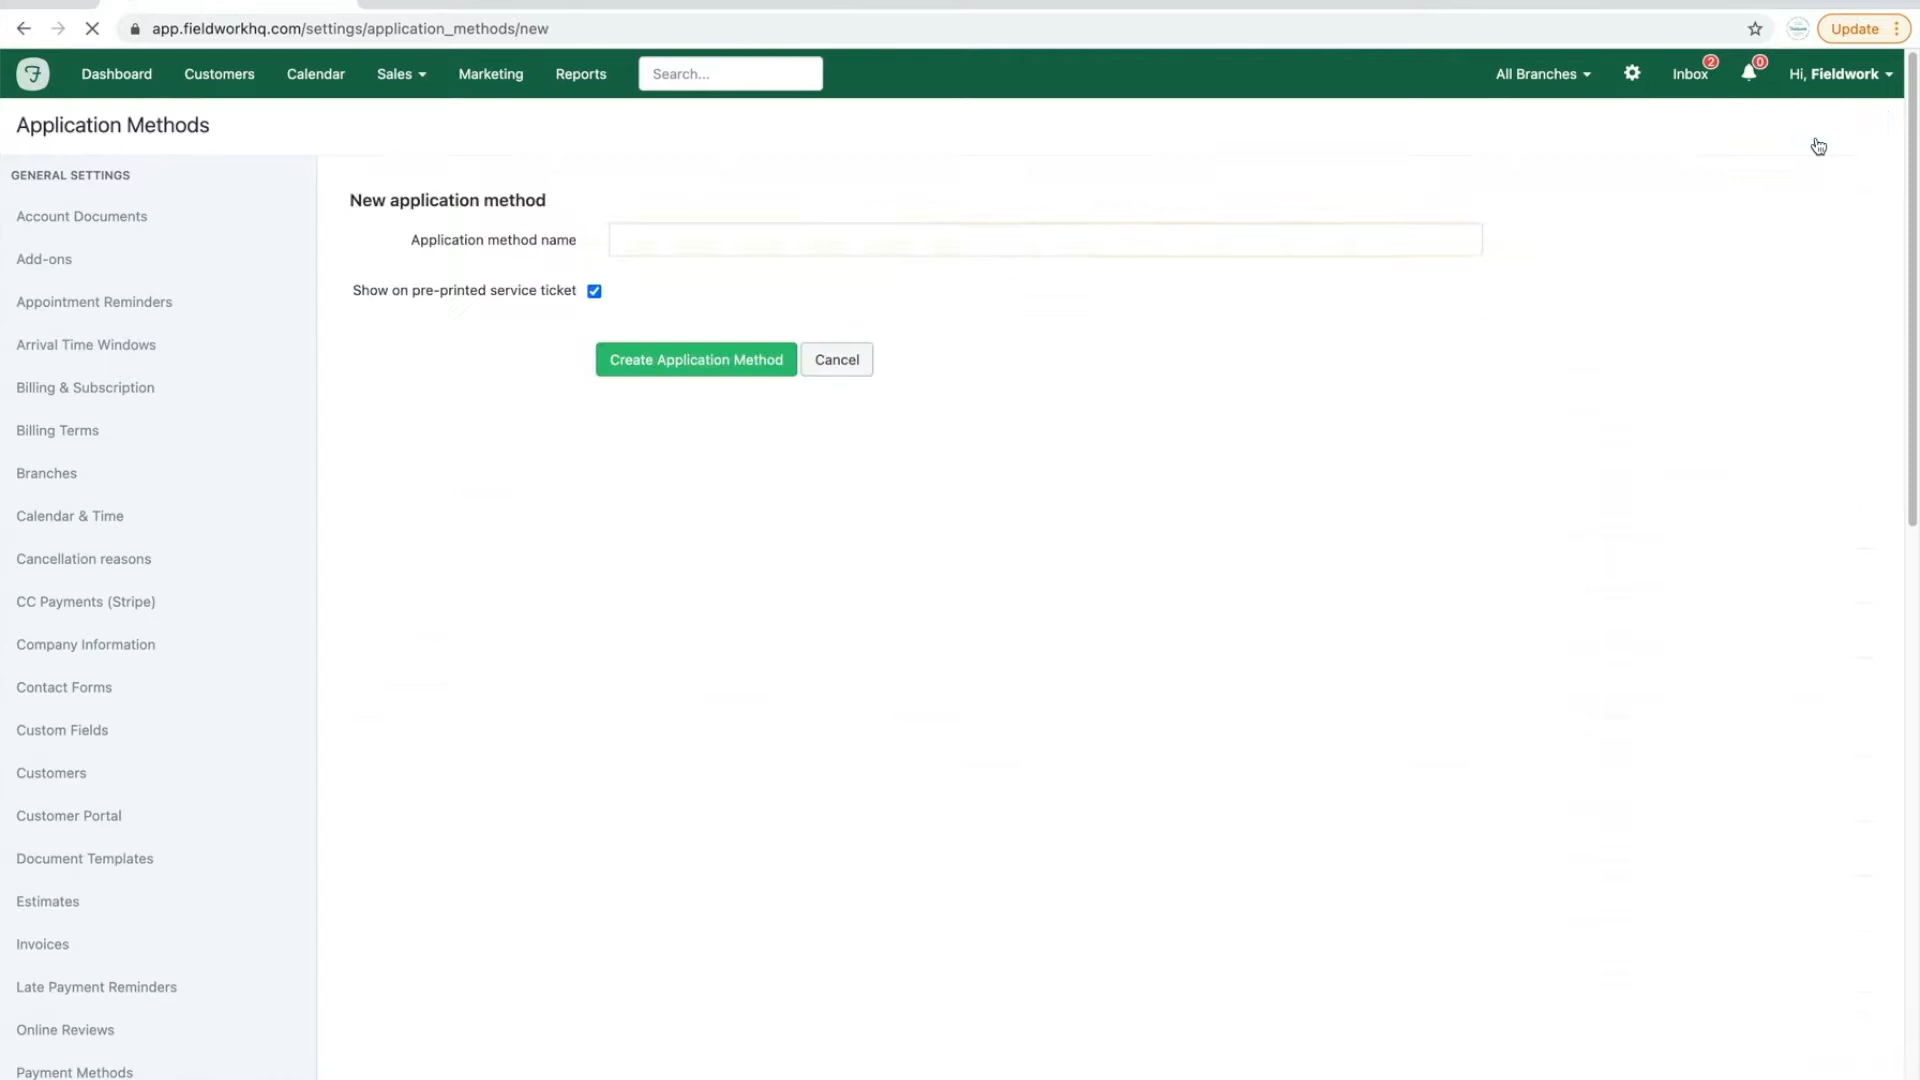 app.fieldworkhq.com/settings/application_methods/new
Update
Dashboard Customers Calendar Sales Marketing Reports Search... All Branches Inbox 2 0 Hi, Fieldwork
Application Methods
GENERAL SETTINGS
Account Documents
Add-ons
Appointment Reminders
Arrival Time Windows
Billing & Subscription
Billing Terms
Branches
Calendar & Time
Cancellation reasons
CC Payments (Stripe)
Company Information
Contact Forms
Custom Fields
Customers
Customer Portal
Document Templates
Estimates
Invoices
Late Payment Reminders
Online Reviews
Payment Methods
New application method
Application method name
Show on pre-printed service ticket
Create Application Method Cancel